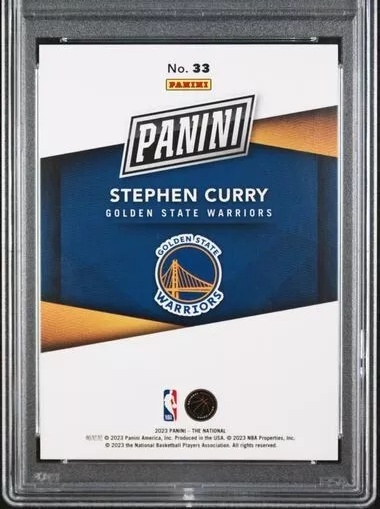 No. 33
PANINI
PANINI
STEPHEN CURRY
GOLDEN STATE WARRIORS
GOLDEN STATE
WARRIORS
NBA
2023 PANINI - THE NATIONAL
© 2023 Panini America, Inc. Produced in the USA. © 2023 NBA Properties, Inc.
© 2023 the National Basketball Players Association. All rights reserved.